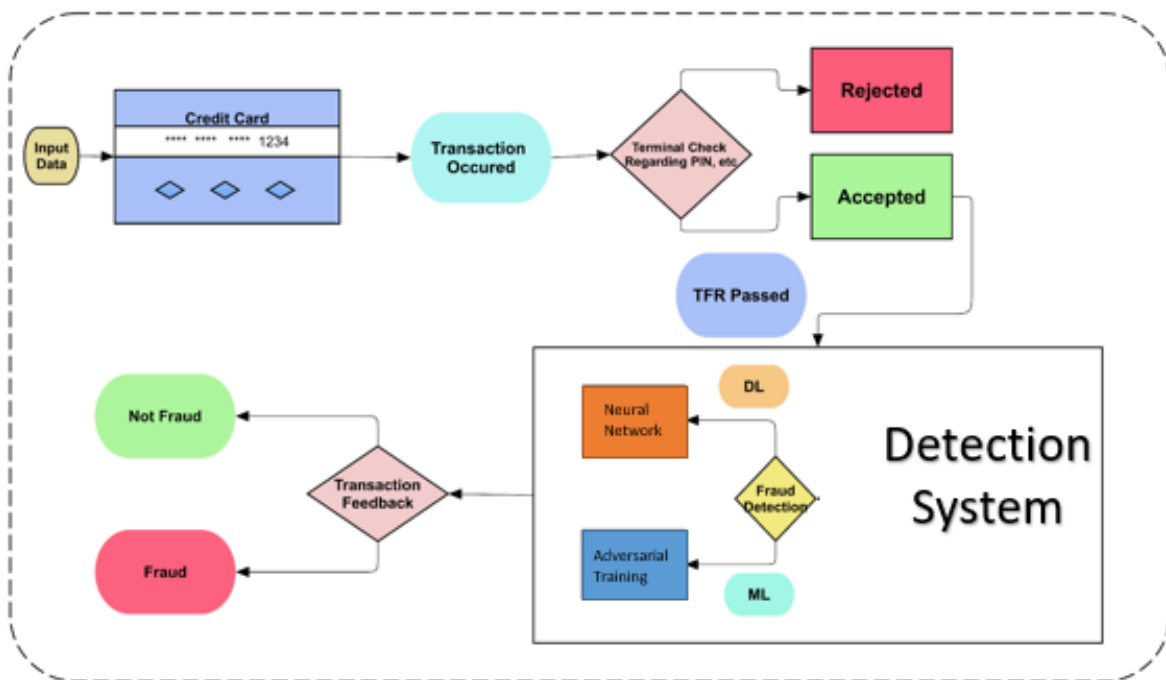 Input
Data
Credit Card
**** **** **** 1234
Transaction
Occured
Terminal Check
Regarding PIN, etc
Rejected
Accepted
TFR Passed
Detection
System
DL
Neural
Network
Fraud
Detection
Adversarial
Training
ML
Transaction
Feedback
Not Fraud
Fraud